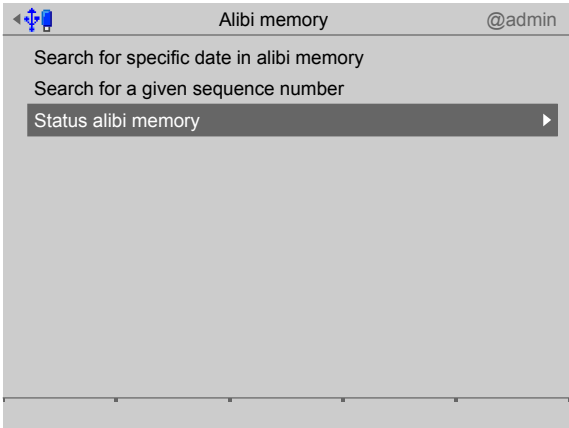 Alibi memory @admin
Search for specific date in alibi memory
Search for a given sequence number
Status alibi memory